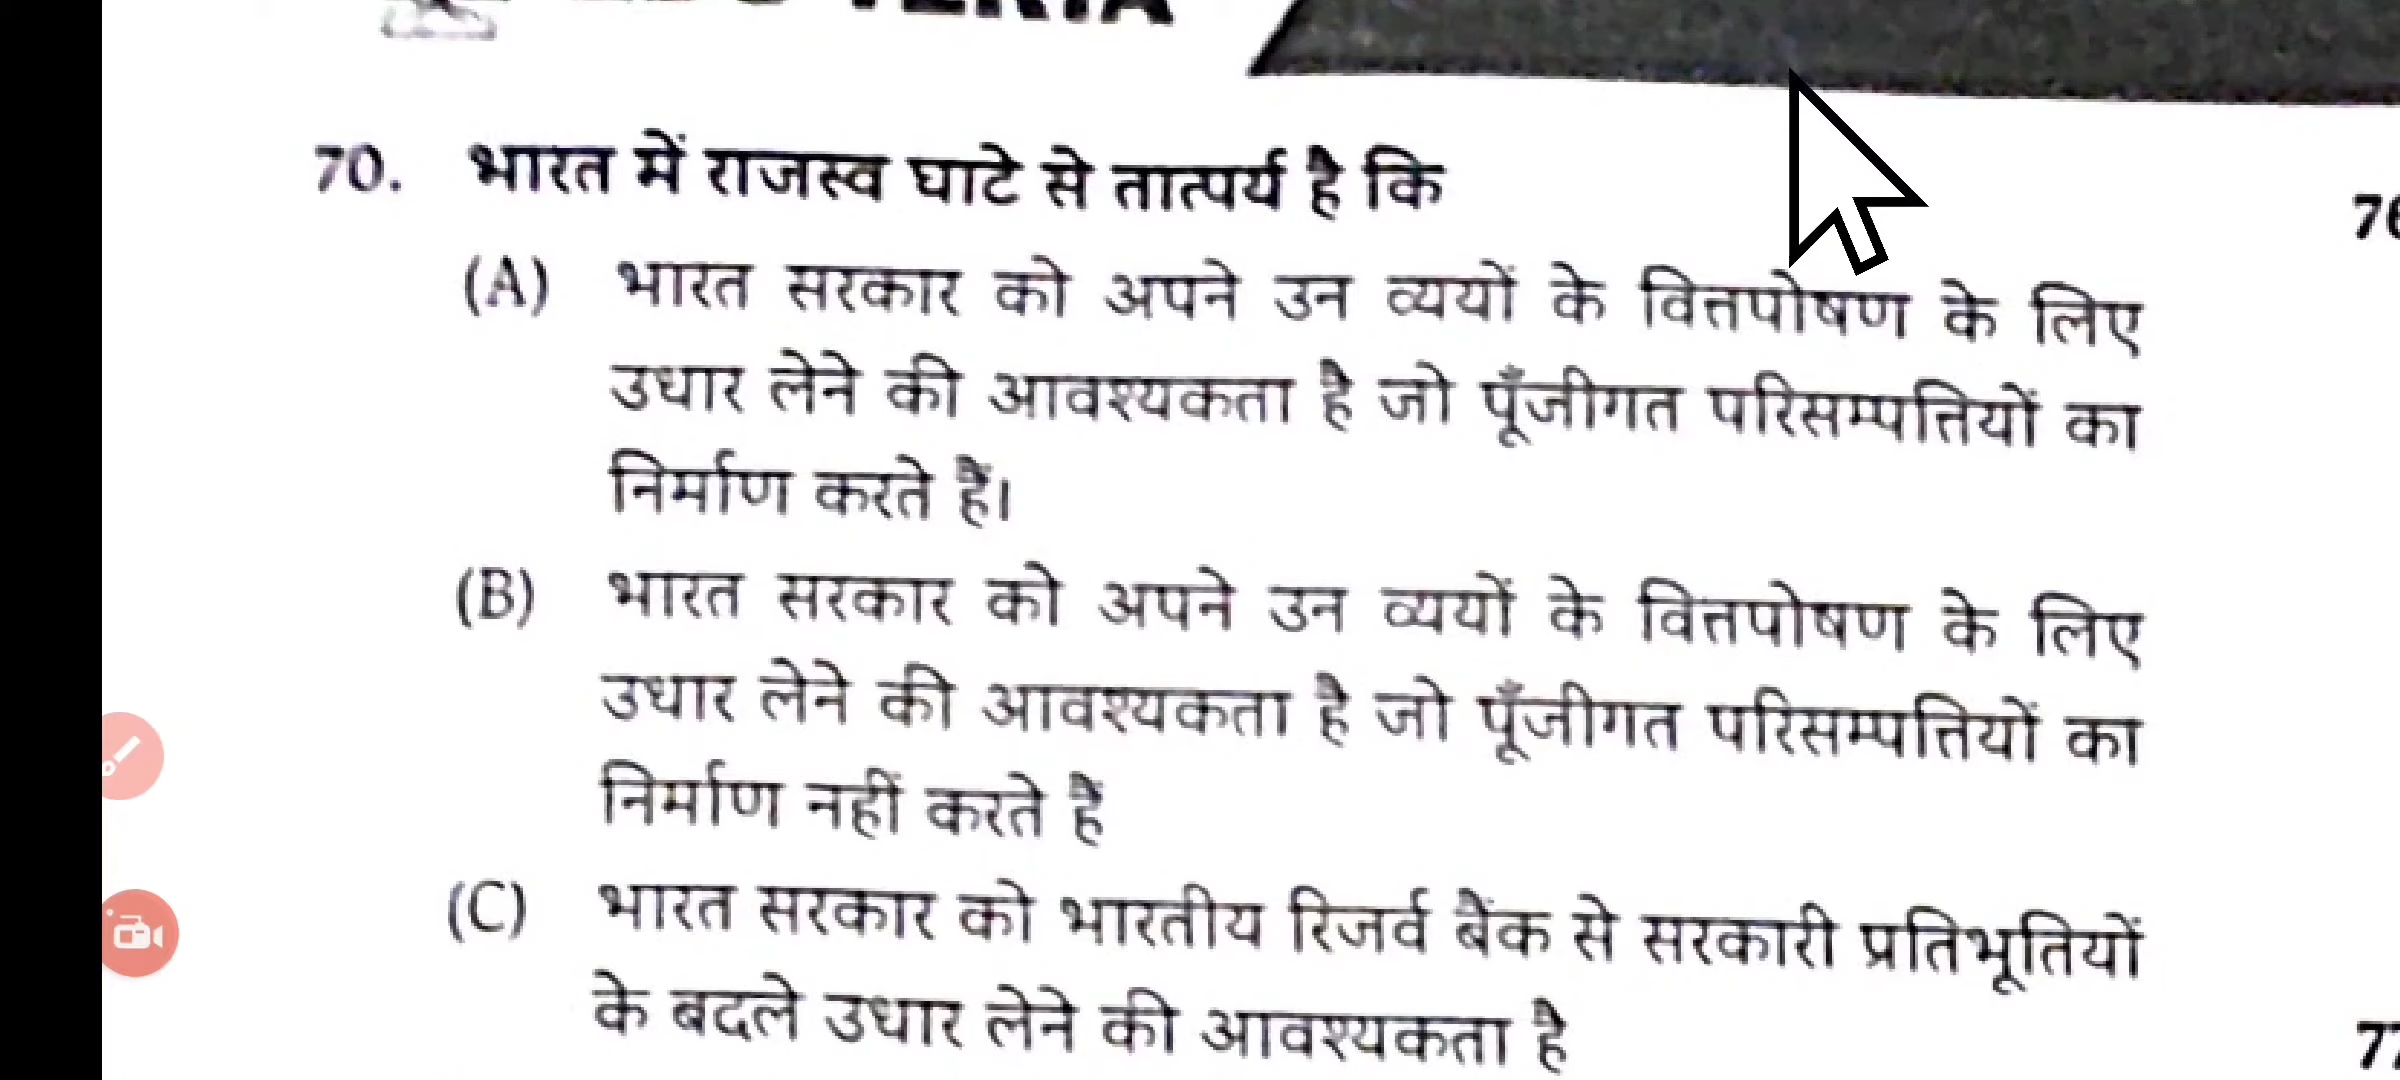 70. भारत में राजस्व घाटे से तात्पर्य है कि
(A) भारत सरकार को अपने उन व्ययों के वित्तपोषण के लिए
उधार लेने की आवश्यकता है जो पूँजीगत परिसम्पत्तियों का
निर्माण करते हैं।
(B) भारत सरकार को अपने उन व्ययों के वित्तपोषण के लिए
उधार लेने की आवश्यकता है जो पूँजीगत परिसम्पत्तियों का
निर्माण नहीं करते हैं
(C) भारत सरकार को भारतीय रिजर्व बैंक से सरकारी प्रतिभूतियों
के बदले उधार लेने की आवश्यकता है
77